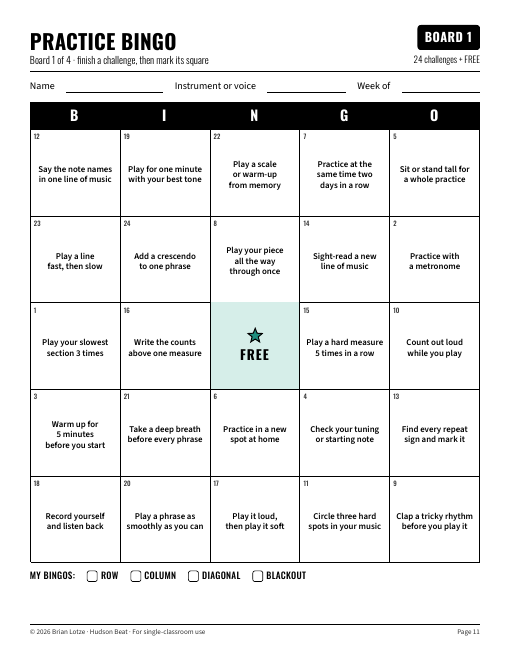 PRACTICE BINGO
BOARD 1
Board 1 of 4 · finish a challenge, then mark its square
24 challenges + FREE
Name
Instrument or voice
Week of
B I N G O
12
Say the note names
in one line of music
19
Play for one minute
with your best tone
22
Play a scale
or warm-up
from memory
7
Practice at the
same time two
days in a row
5
Sit or stand tall for
a whole practice
23
Play a line
fast, then slow
24
Add a crescendo
to one phrase
8
Play your piece
all the way
through once
14
Sight-read a new
line of music
2
Practice with
a metronome
1
Play your slowest
section 3 times
16
Write the counts
above one measure
FREE
15
Play a hard measure
5 times in a row
10
Count out loud
while you play
3
Warm up for
5 minutes
before you start
21
Take a deep breath
before every phrase
6
Practice in a new
spot at home
4
Check your tuning
or starting note
13
Find every repeat
sign and mark it
18
Record yourself
and listen back
20
Play a phrase as
smoothly as you can
17
Play it loud,
then play it soft
11
Circle three hard
spots in your music
9
Clap a tricky rhythm
before you play it
MY BINGOS: ROW COLUMN DIAGONAL BLACKOUT
© 2026 Brian Lotze · Hudson Beat · For single-classroom use
Page 11